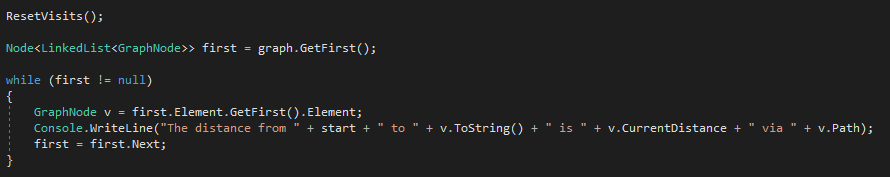 ResetVisits();
Node<LinkedList<GraphNode>> first = graph.GetFirst();
while (first != null)
{
GraphNode v = first.Element.GetFirst().Element;
Console.WriteLine("The distance from " + start + " to " + v.ToString() + " is " + v.CurrentDistance + " via " + v.Path);
first = first.Next;
}